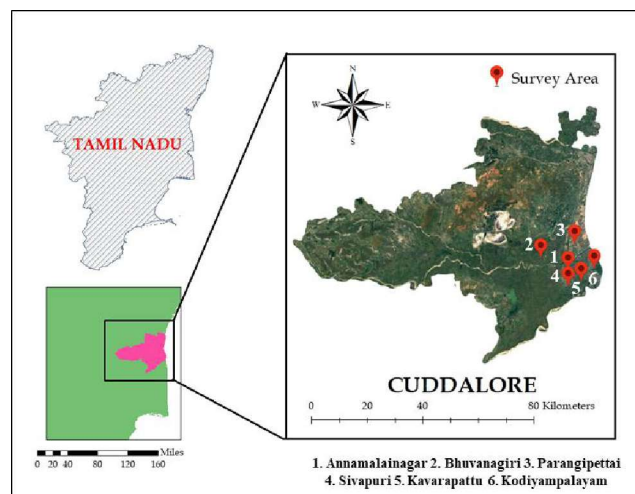 TAMIL NADU
N
W E
S
Survey Area
3
2
1
4
5
6
CUDDALORE
0 20 40 80 Kilometers
Miles
0 20 40 80 120 160
1. Annamalainagar 2. Bhuvanagiri 3. Parangipettai
4. Sivapuri 5. Kavarapattu 6. Kodiyampalayam